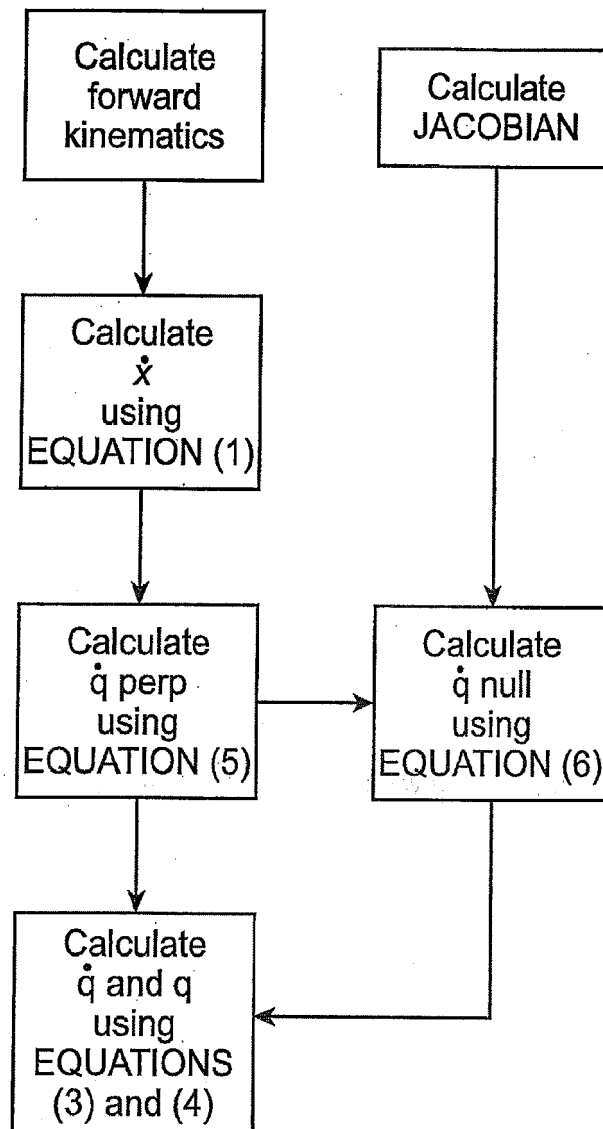 Calculate
forward
kinematics
Calculate
JACOBIAN
Calculate
ẋ
using
EQUATION (1)
Calculate
q̇ perp
using
EQUATION (5)
Calculate
q̇ null
using
EQUATION (6)
Calculate
q̇ and q
using
EQUATIONS
(3) and (4)